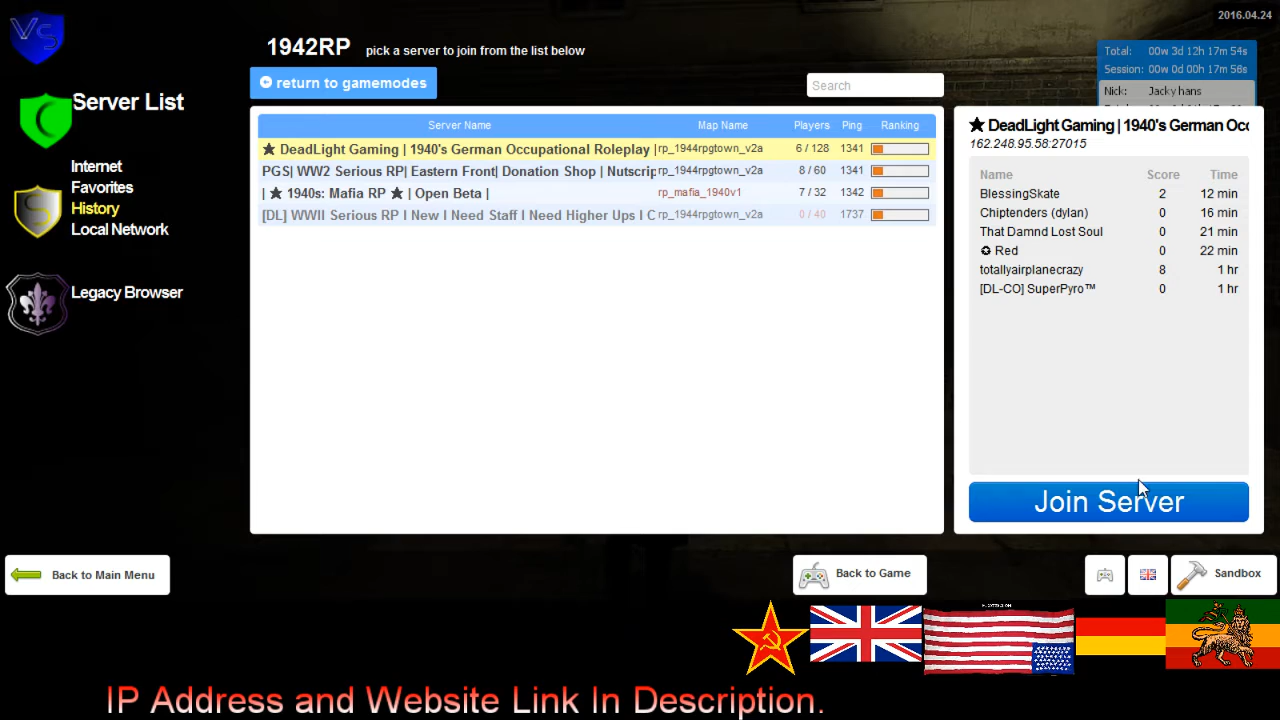 2016.04.24
VS
1942RP pick a server to join from the list below
Total: 00w 3d 12h 17m 54s
Session: 00w 0d 00h 17m 58s
Nick: Jacky hans
return to gamemodes
Search
Server List
Internet
Favorites
History
Local Network
Legacy Browser
Server Name Map Name Players Ping Ranking
★ DeadLight Gaming | 1940's German Occupational Roleplay | rp_1944rpgtown_v2a 6 / 128 1341
PGS| WW2 Serious RP| Eastern Front| Donation Shop | Nutscrip rp_1944rpgtown_v2a 8 / 60 1341
| ★ 1940s: Mafia RP ★ | Open Beta | rp_mafia_1940v1 7 / 32 1342
[DL] WWII Serious RP I New I Need Staff I Need Higher Ups I C rp_1944rpgtown_v2a 0 / 40 1737
★ DeadLight Gaming | 1940's German Occ
162.248.95.58:27015
Name Score Time
BlessingSkate 2 12 min
Chiptenders (dylan) 0 16 min
That Damnd Lost Soul 0 21 min
✪ Red 0 22 min
totallyairplanecrazy 8 1 hr
[DL-CO] SuperPyro™ 0 1 hr
Join Server
Back to Main Menu
Back to Game
Sandbox
IP Address and Website Link In Description.